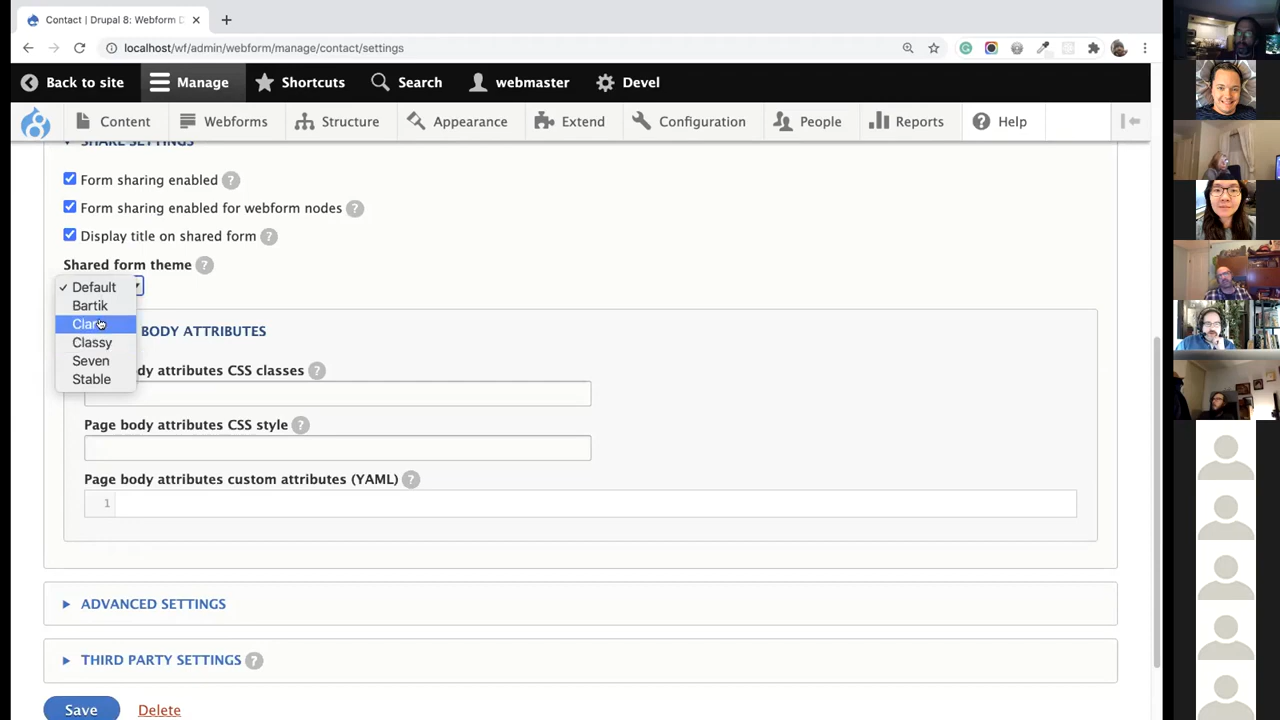 Contact | Drupal 8: Webform D
localhost/wf/admin/webform/manage/contact/settings
Back to site
Manage
Shortcuts
Search
webmaster
Devel
Content
Webforms
Structure
Appearance
Extend
Configuration
People
Reports
Help
SHARE SETTINGS
Form sharing enabled ?
Form sharing enabled for webform nodes ?
Display title on shared form ?
Shared form theme ?
✓ Default
Bartik
Classy
Seven
Stable
BODY ATTRIBUTES
body attributes CSS classes ?
Page body attributes CSS style ?
Page body attributes custom attributes (YAML) ?
1
ADVANCED SETTINGS
THIRD PARTY SETTINGS ?
Save
Delete